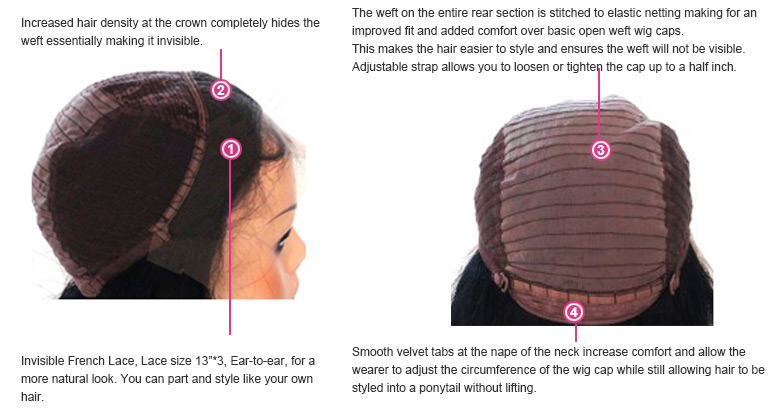 Increased hair density at the crown completely hides the
weft essentially making it invisible.
The weft on the entire rear section is stitched to elastic netting making for an
improved fit and added comfort over basic open weft wig caps.
This makes the hair easier to style and ensures the weft will not be visible.
Adjustable strap allows you to loosen or tighten the cap up to a half inch.
2
1
3
4
Invisible French Lace, Lace size 13"*3, Ear-to-ear, for a
more natural look. You can part and style like your own
hair.
Smooth velvet tabs at the nape of the neck increase comfort and allow the
wearer to adjust the circumference of the wig cap while still allowing hair to be
styled into a ponytail without lifting.